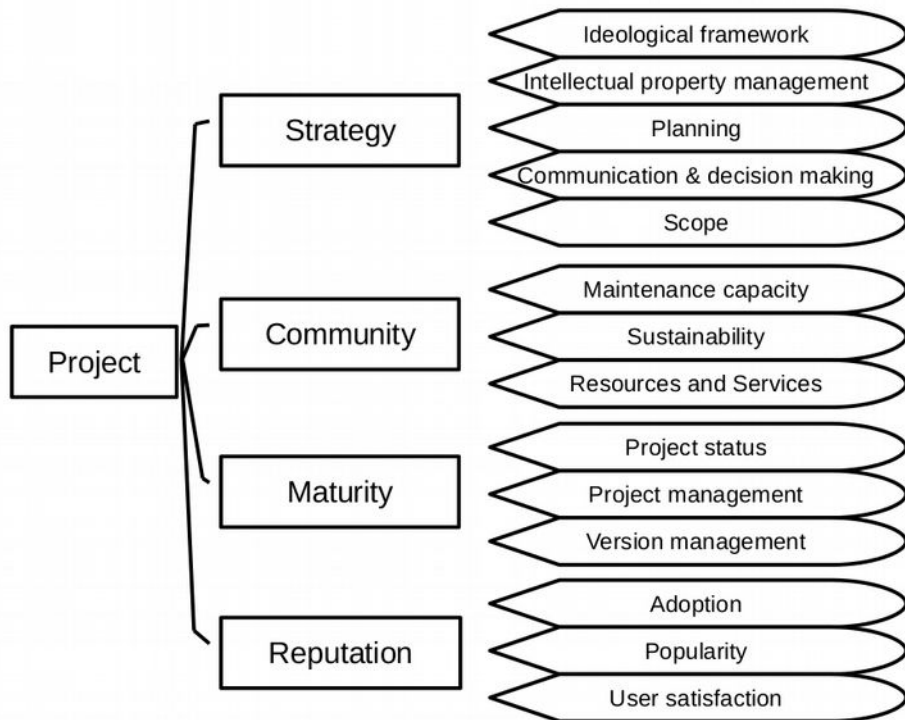 Project
Strategy
Ideological framework
Intellectual property management
Planning
Communication & decision making
Scope
Community
Maintenance capacity
Sustainability
Resources and Services
Maturity
Project status
Project management
Version management
Reputation
Adoption
Popularity
User satisfaction